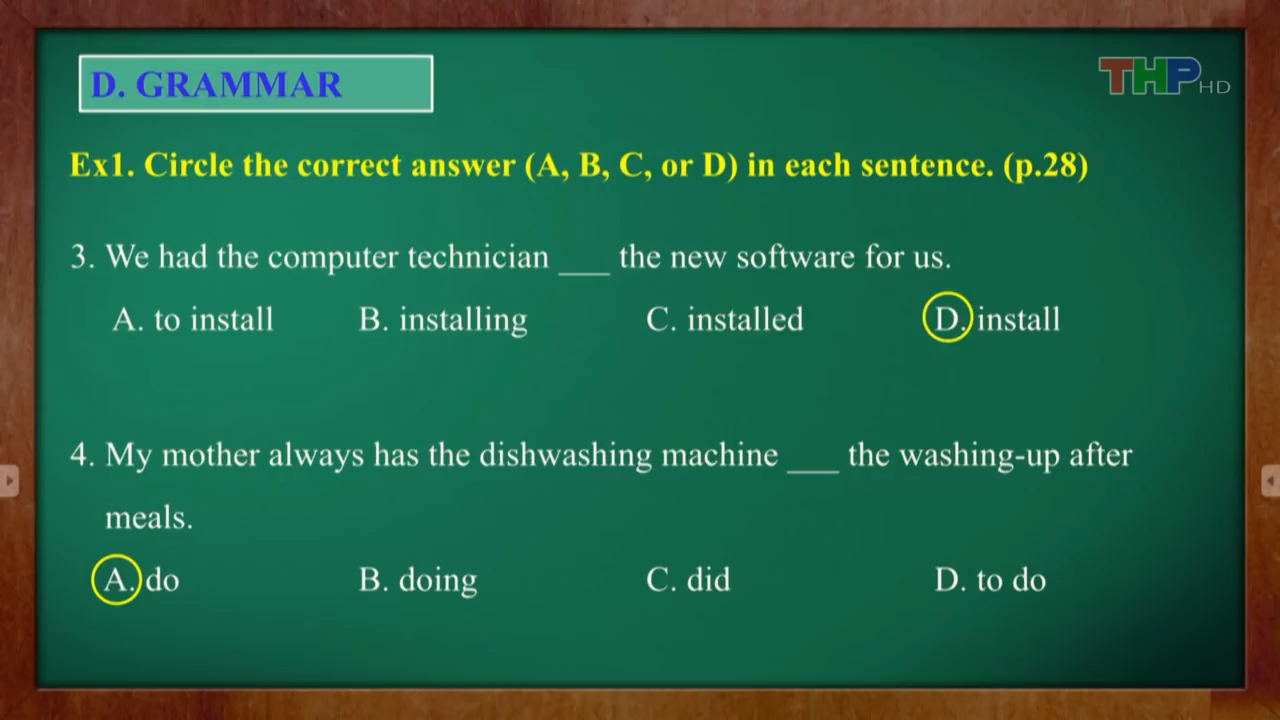 D. GRAMMAR
THP HD
Ex1. Circle the correct answer (A, B, C, or D) in each sentence. (p.28)
3. We had the computer technician ___ the new software for us.
A. to install B. installing C. installed D. install
4. My mother always has the dishwashing machine ___ the washing-up after
meals.
A. do B. doing C. did D. to do